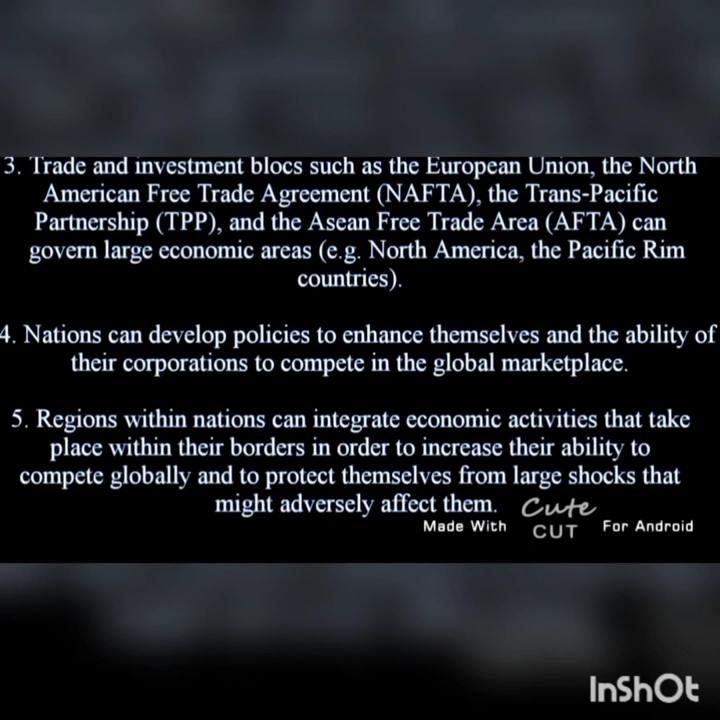 3. Trade and investment blocs such as the European Union, the North
American Free Trade Agreement (NAFTA), the Trans-Pacific
Partnership (TPP), and the Asean Free Trade Area (AFTA) can
govern large economic areas (e.g. North America, the Pacific Rim
countries).
4. Nations can develop policies to enhance themselves and the ability of
their corporations to compete in the global marketplace.
5. Regions within nations can integrate economic activities that take
place within their borders in order to increase their ability to
compete globally and to protect themselves from large shocks that
might adversely affect them.
Made With Cute CUT For Android
InShOt